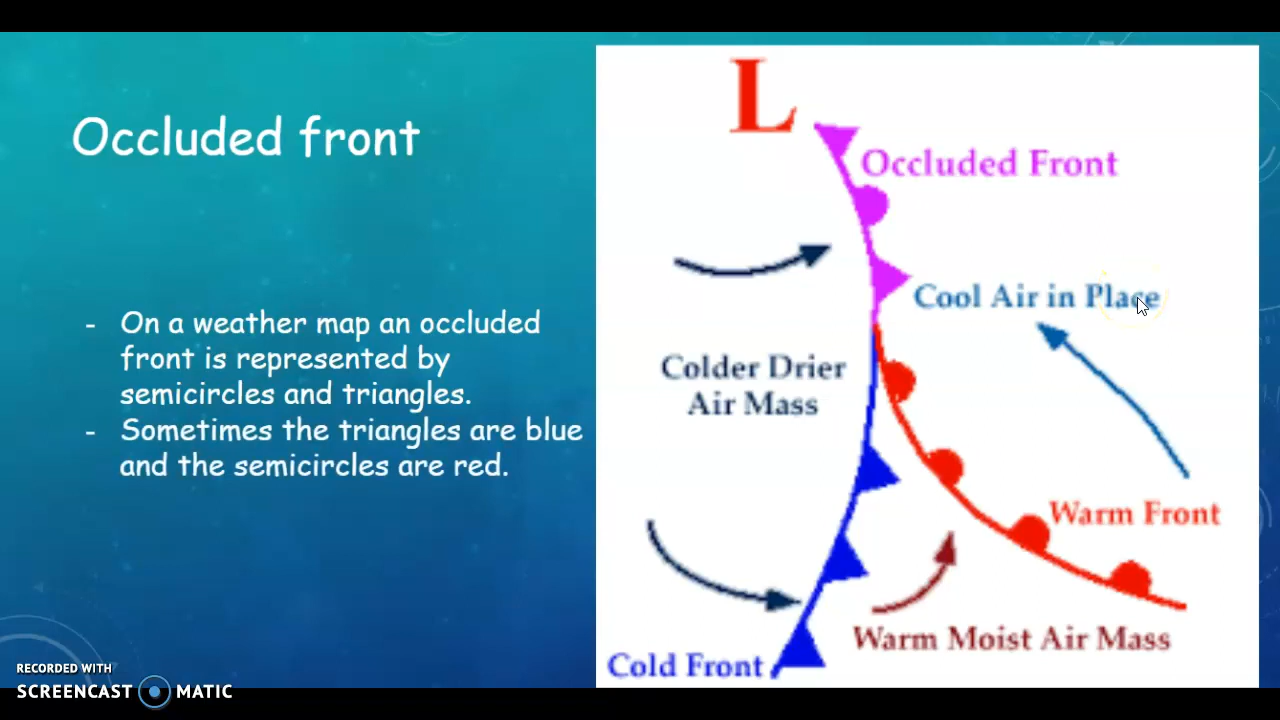 Occluded front
- On a weather map an occluded
front is represented by
semicircles and triangles.
- Sometimes the triangles are blue
and the semicircles are red.
L
Occluded Front
Cool Air in Place
Colder Drier
Air Mass
Warm Front
Warm Moist Air Mass
Cold Front
RECORDED WITH
SCREENCAST MATIC